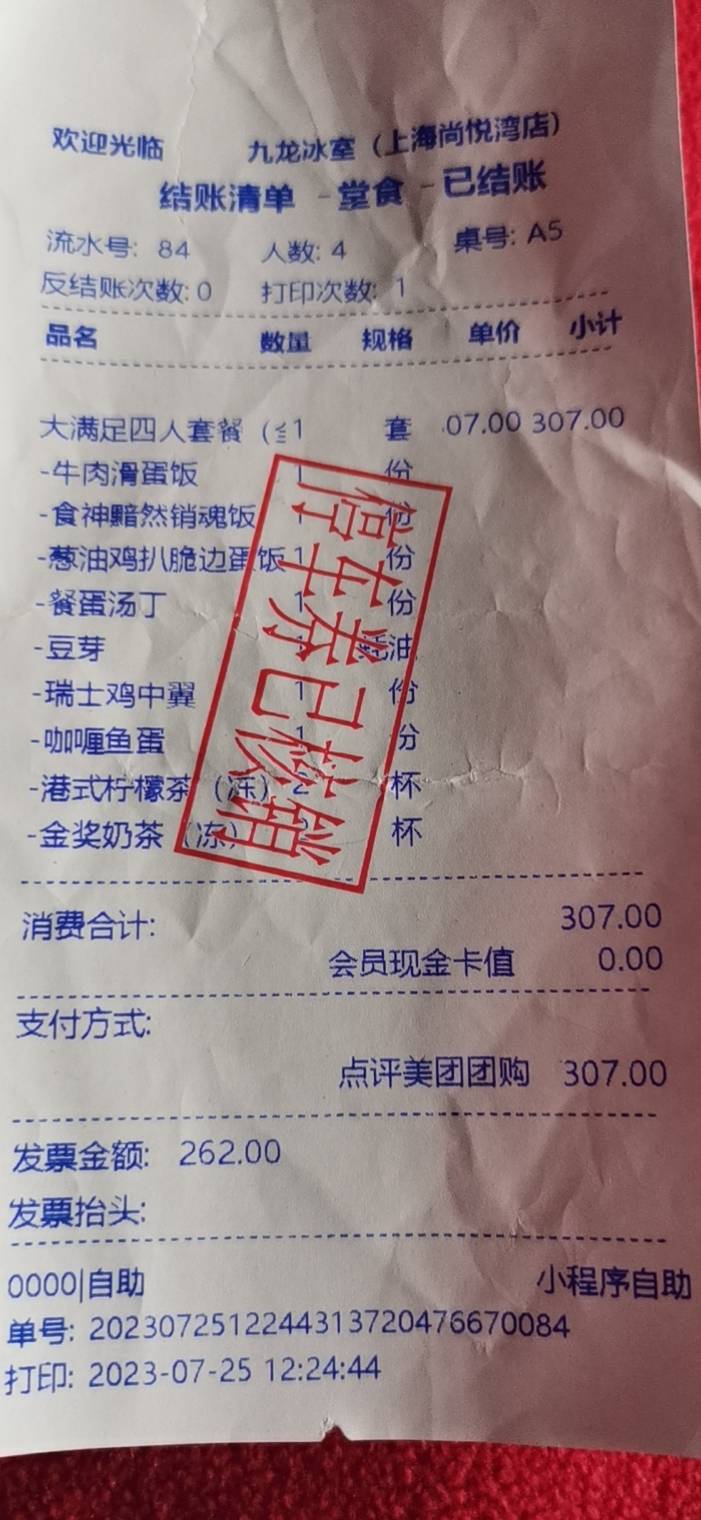 欢迎光临 九龙冰室（上海尚悦湾店）
结账清单 - 堂食 - 已结账
流水号: 84 人数: 4 桌号: A5
反结账次数: 0 打印次数: 1
品名 数量 规格 单价 小计
大满足四人套餐（ 1 套 07.00 307.00
-牛肉滑蛋饭 1 份
-食神黯然销魂饭 1 份
-葱油鸡扒脆边蛋饭 1 份
-餐蛋汤丁 1 份
-豆芽 蚝油
-瑞士鸡中翼 1 份
-咖喱鱼蛋 1 份
-港式柠檬茶（冻） 2 杯
-金奖奶茶（冻） 杯
停车券已核销
消费合计: 307.00
会员现金卡值 0.00
支付方式:
点评美团团购 307.00
发票金额: 262.00
发票抬头:
0000|自助 小程序自助
单号: 20230725122443137204766700​84
打印: 2023-07-25 12:24:44